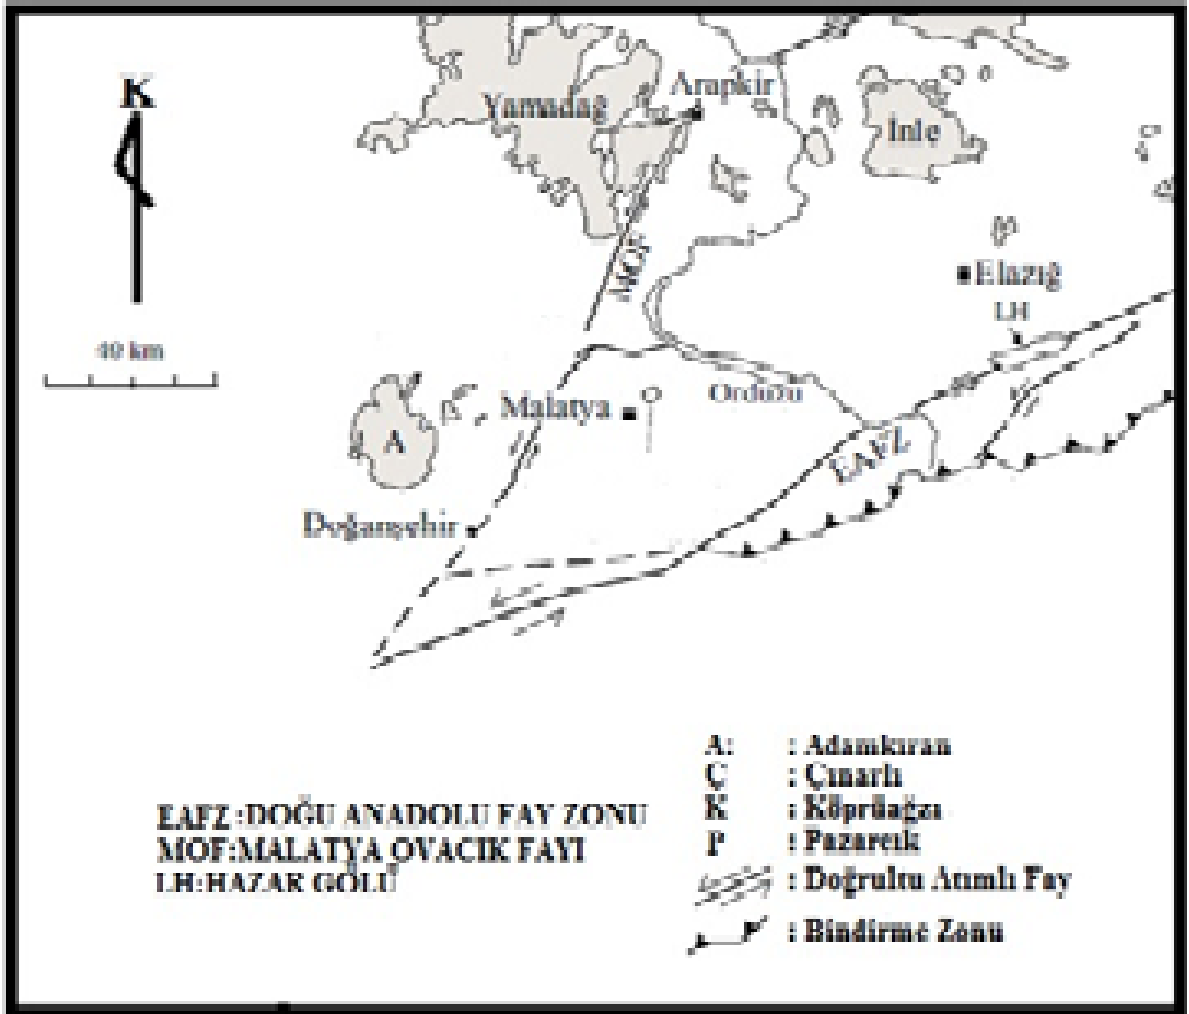 K
Arapkir
Yamadağ
İnle
MOF
Elazığ
LH
40 km
Orduzu
Malatya
A
EAFZ
Doğanşehir
A: : Adamkıran
Ç : Çınarlı
K : Köprüağzı
P : Pazarcık
: Doğrultu Atımlı Fay
: Bindirme Zonu
EAFZ :DOĞU ANADOLU FAY ZONU
MOF:MALATYA OVACIK FAYI
LH:HAZAR GÖLÜ